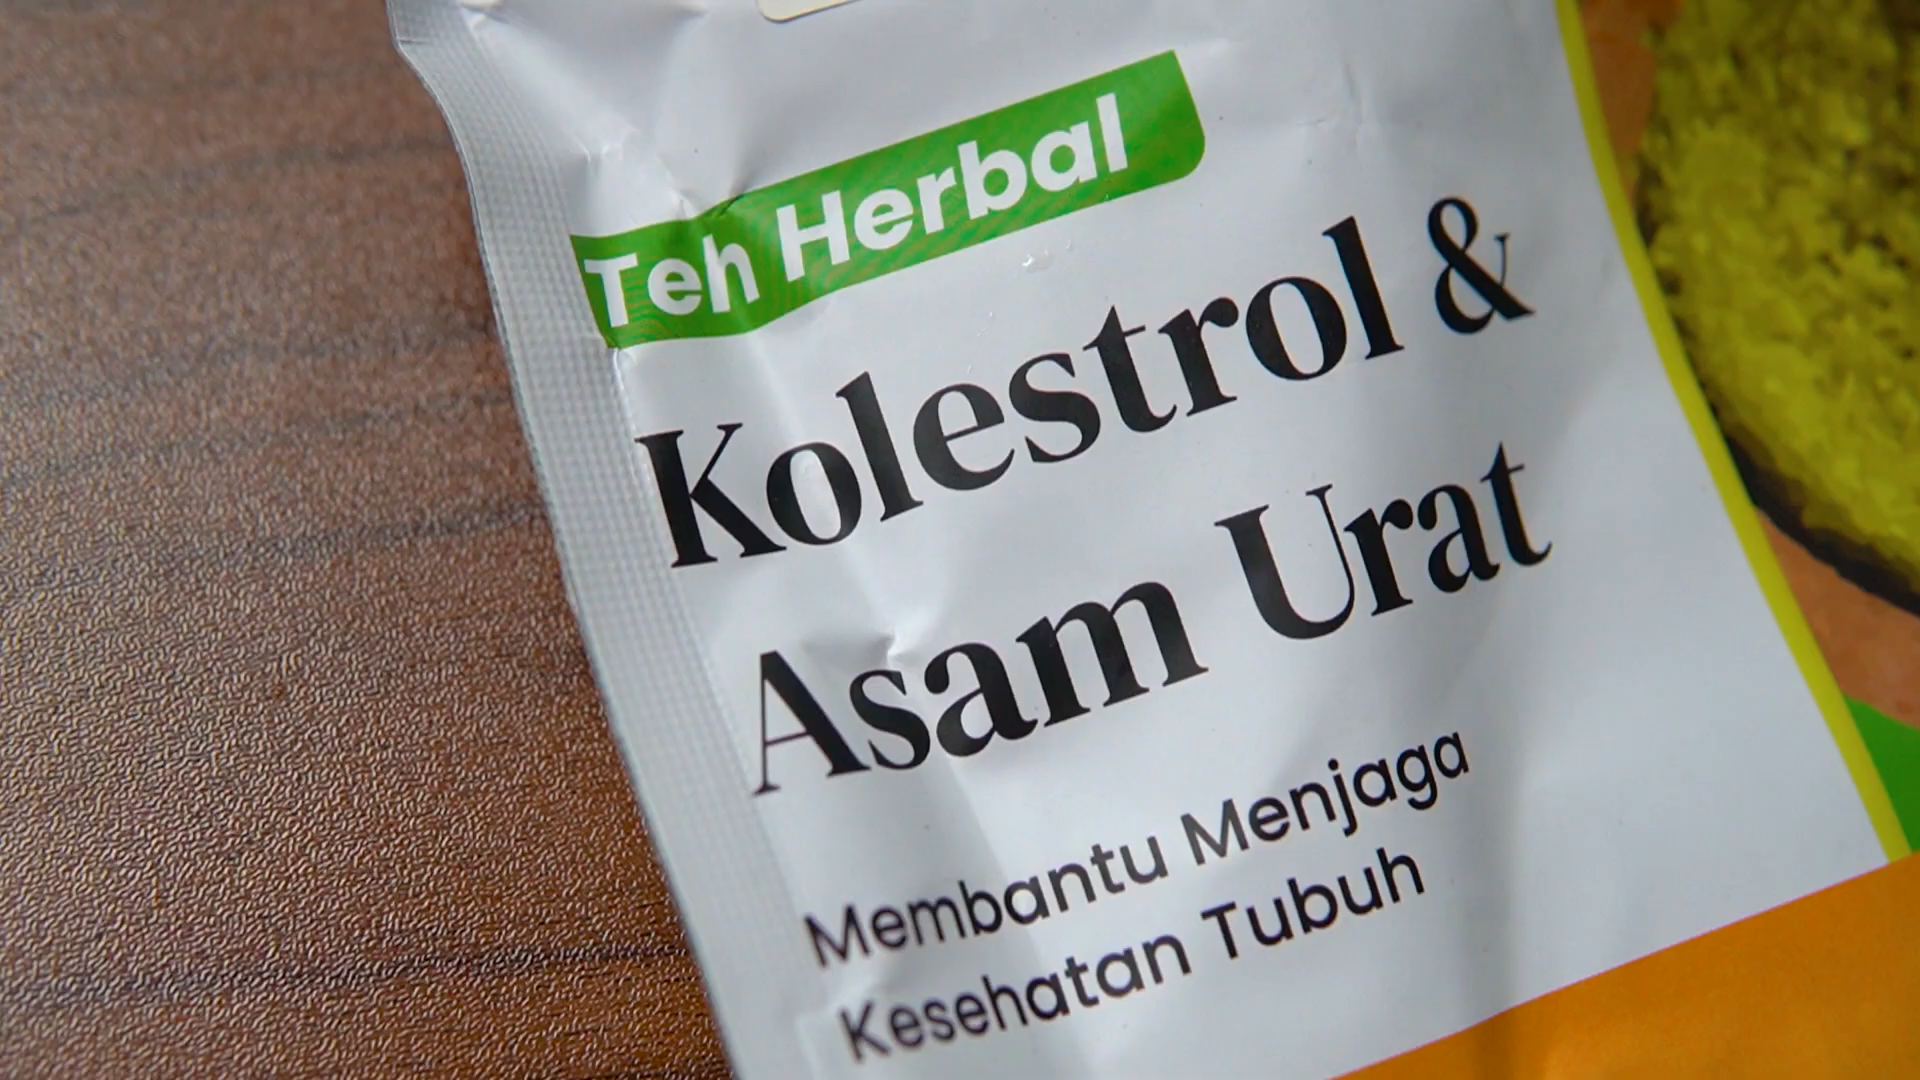 Teh Herbal
Kolestrol &
Asam Urat
Membantu Menjaga
Kesehatan Tubuh